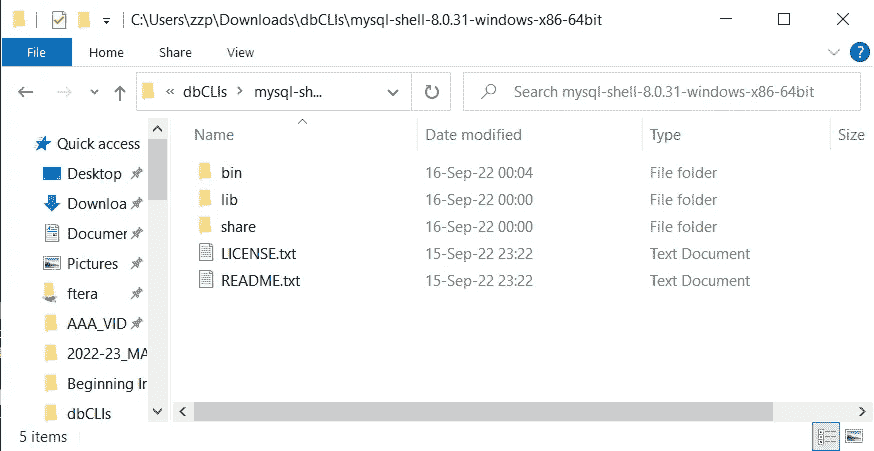 C:\Users\zzp\Downloads\dbCLIs\mysql-shell-8.0.31-windows-x86-64bit
File Home Share View
« dbCLIs > mysql-sh... Search mysql-shell-8.0.31-windows-x86-64bit
Name Date modified Type Size
Quick access
Desktop
Downloa
Documer
Pictures
ftera
AAA_VID
2022-23_MA
Beginning In
dbCLIs
bin 16-Sep-22 00:04 File folder
lib 16-Sep-22 00:00 File folder
share 16-Sep-22 00:00 File folder
LICENSE.txt 15-Sep-22 23:22 Text Document
README.txt 15-Sep-22 23:22 Text Document
5 items